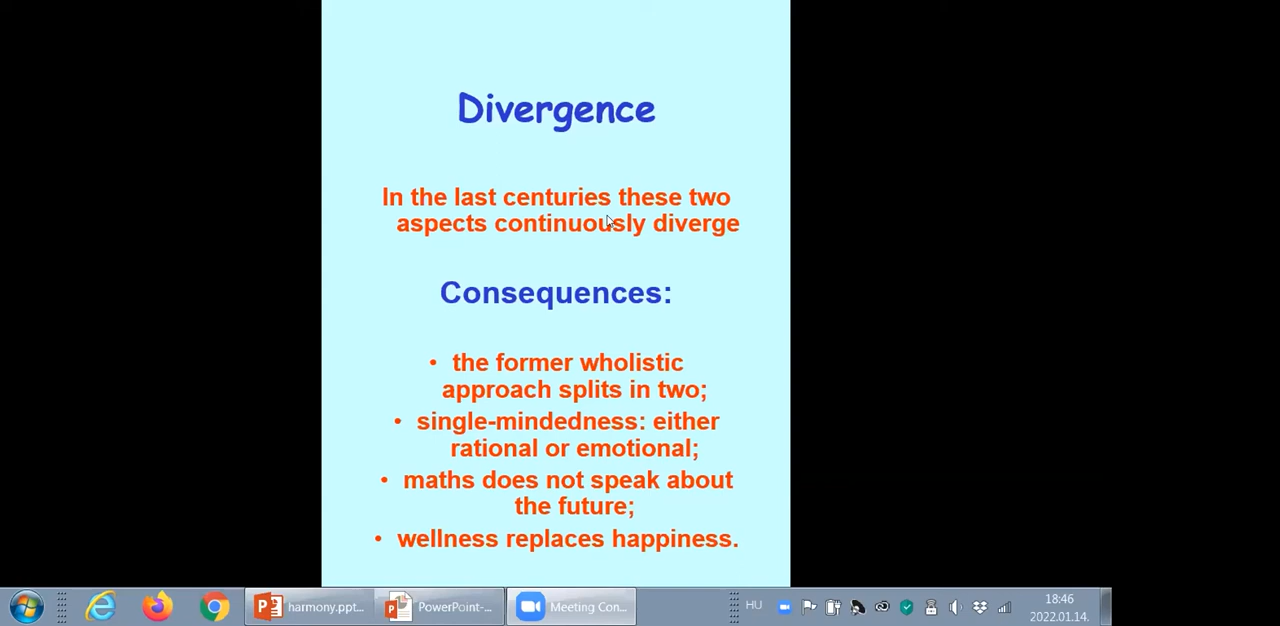 Divergence
In the last centuries these two
aspects continuously diverge
Consequences:
• the former wholistic
approach splits in two;
• single-mindedness: either
rational or emotional;
• maths does not speak about
the future;
• wellness replaces happiness.
harmony.ppt...
PowerPoint-...
Meeting Con...
HU
18:46
2022.01.14.